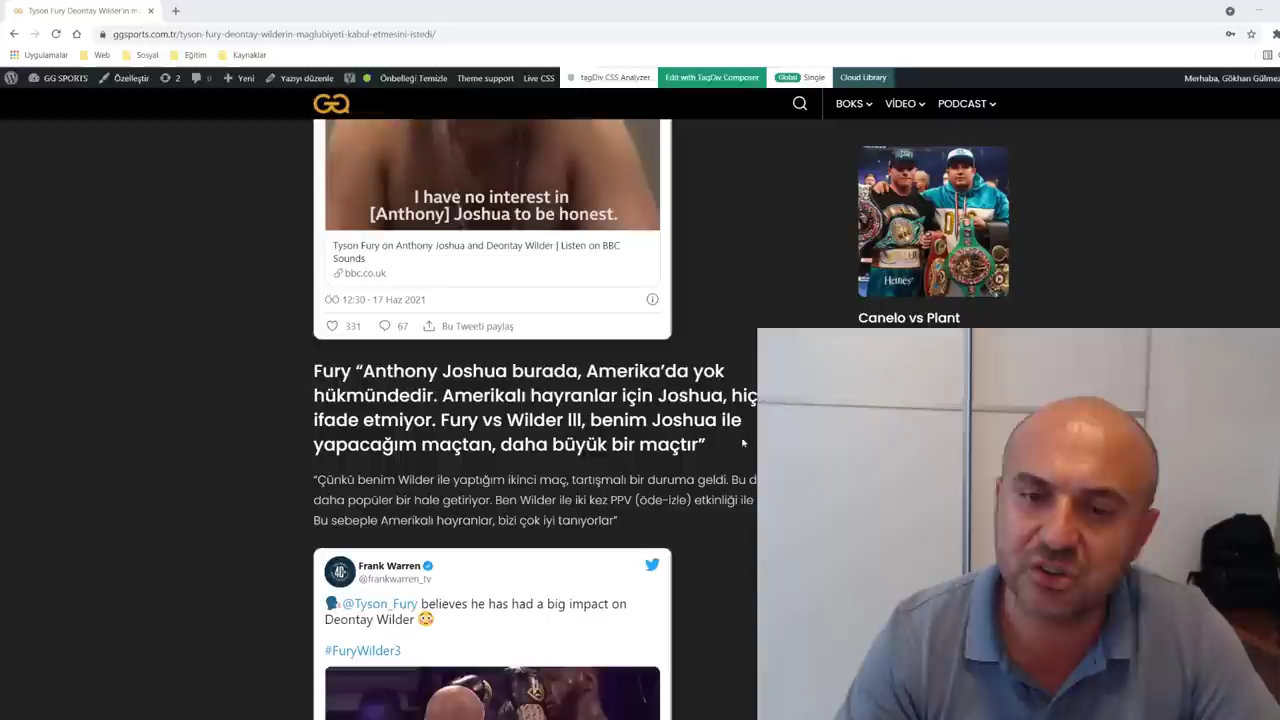 Tyson Fury Deontay Wilder'in m
ggsports.com.tr/tyson-fury-deontay-wilderin-maglubiyeti-kabul-etmesini-istedi/
Uygulamalar Web Sosyal Eğitim Kaynaklar
GG SPORTS Özelleştir 2 0 Yeni Yazıyı düzenle Önbelleği Temizle Theme support Live CSS tagDiv CSS Analyzer Edit with TagDiv Composer Global Single Cloud Library Merhaba, Gökhan Gülmez
GG BOKS VİDEO PODCAST
I have no interest in
[Anthony] Joshua to be honest.
Tyson Fury on Anthony Joshua and Deontay Wilder | Listen on BBC
Sounds
bbc.co.uk
ÖÖ 12:30 · 17 Haz 2021
331 67 Bu Tweeti paylaş
Hennes
Canelo vs Plant
Fury “Anthony Joshua burada, Amerika’da yok
hükmündedir. Amerikalı hayranlar için Joshua, hiç
ifade etmiyor. Fury vs Wilder lll, benim Joshua ile
yapacağım maçtan, daha büyük bir maçtır”
“Çünkü benim Wilder ile yaptığım ikinci maç, tartışmalı bir duruma geldi. Bu d
daha popüler bir hale getiriyor. Ben Wilder ile iki kez PPV (öde-izle) etkinliği ile
Bu sebeple Amerikalı hayranlar, bizi çok iyi tanıyorlar”
Frank Warren
@frankwarren_tv
@Tyson_Fury believes he has had a big impact on
Deontay Wilder
#FuryWilder3